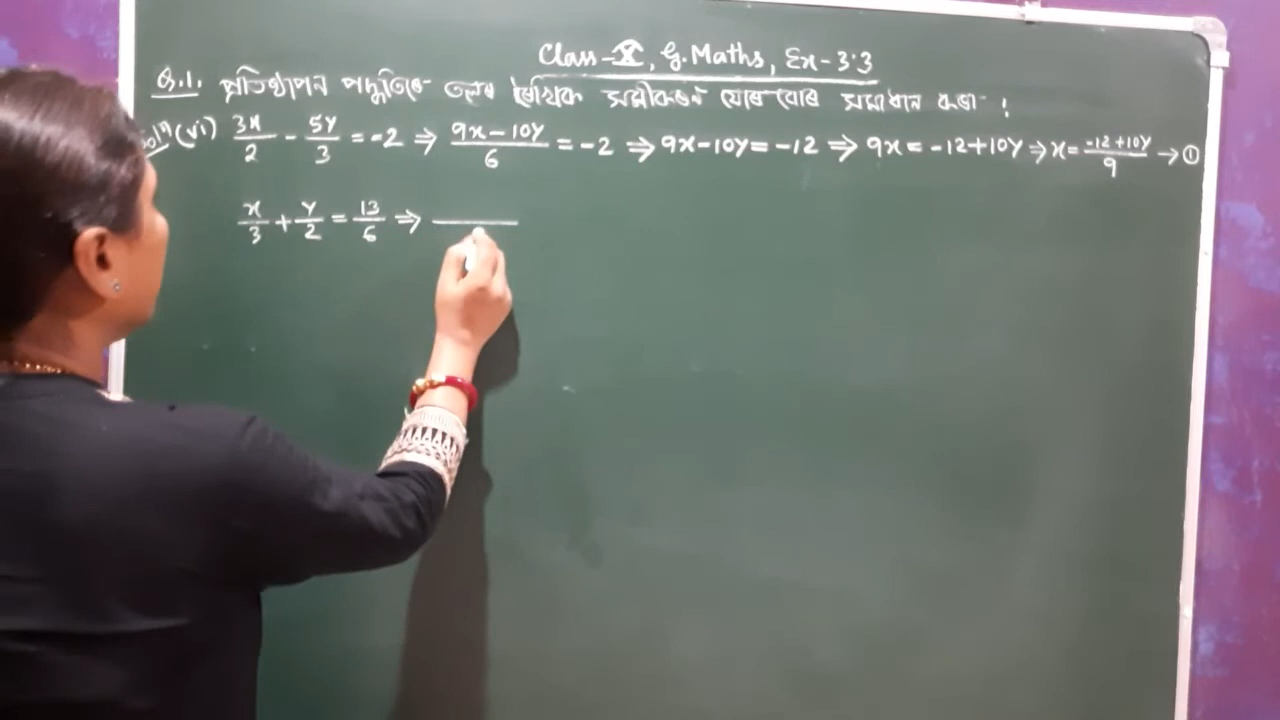 Class-X, G.Maths, Ex-3.3
Q.1. প্ৰতিস্থাপন পদ্ধতিৰে তলৰ ৰৈখিক সমীকৰণ যোৰ বোৰ সমাধান কৰা :
Solⁿ (vi) 3x/2 - 5y/3 = -2 ⇒ 9x-10y/6 = -2 ⇒ 9x-10y = -12 ⇒ 9x = -12+10y ⇒ x = -12+10y/9 → ①
x/3 + y/2 = 13/6 ⇒